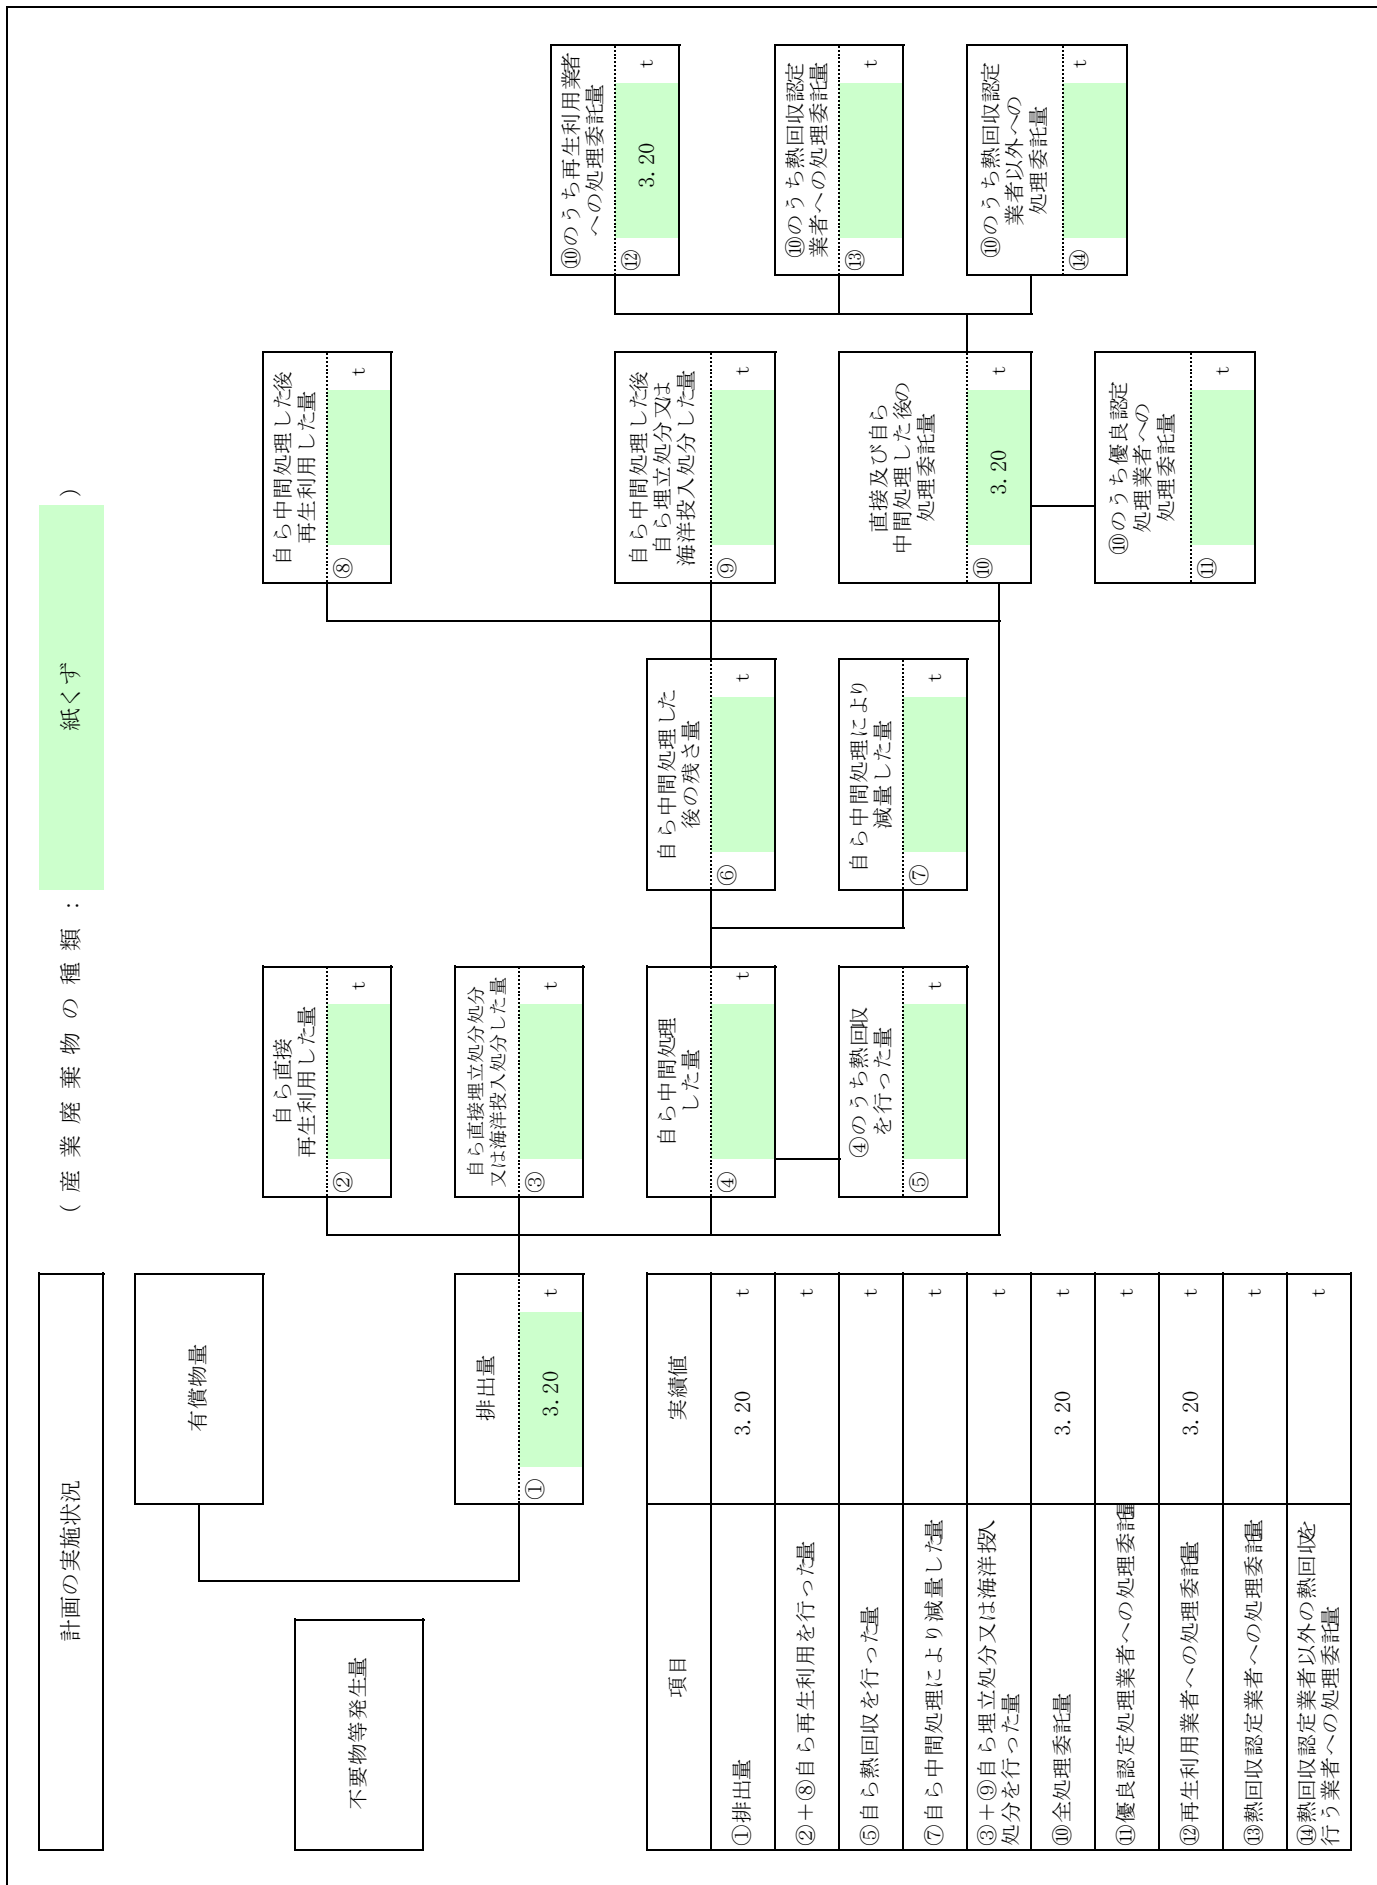 計画の実施状況
（産業廃棄物の種類：
紙くず
）
不要物等発生量
有償物量
排出量
①
3.20
t
自ら直接
再生利用した量
②
t
自ら直接埋立処分処分
又は海洋投入処分した量
③
t
自ら中間処理
した量
④
t
④のうち熱回収
を行った量
⑤
t
自ら中間処理した
後の残さ量
⑥
t
自ら中間処理により
減量した量
⑦
t
自ら中間処理した後
再生利用した量
⑧
t
自ら中間処理した後
自ら埋立処分又は
海洋投入処分した量
⑨
t
直接及び自ら
中間処理した後の
処理委託量
⑩
3.20
t
⑩のうち優良認定
処理業者への
処理委託量
⑪
t
⑩のうち再生利用業者
への処理委託量
⑫
3.20
t
⑩のうち熱回収認定
業者への処理委託量
⑬
t
⑩のうち熱回収認定
業者以外への
処理委託量
⑭
t
項目
実績値
①排出量
3.20
t
②＋⑧自ら再生利用を行った量
t
⑤自ら熱回収を行った量
t
⑦自ら中間処理により減量した量
t
③＋⑨自ら埋立処分又は海洋投入
処分を行った量
t
⑩全処理委託量
3.20
t
⑪優良認定処理業者への処理委託量
t
⑫再生利用業者への処理委託量
3.20
t
⑬熱回収認定業者への処理委託量
t
⑭熱回収認定業者以外の熱回収を
行う業者への処理委託量
t